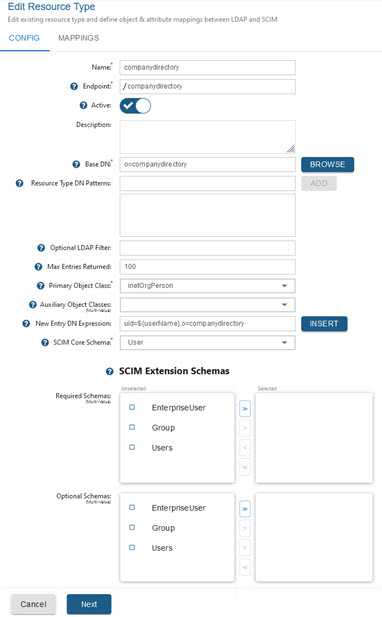 Edit Resource Type
Edit existing resource type and define object & attribute mappings between LDAP and SCIM.
CONFIG MAPPINGS
Name:* companydirectory
Endpoint:* /companydirectory
Active:
Description:
Base DN: o=companydirectory BROWSE
Resource Type DN Patterns: ADD
Optional LDAP Filter:
Max Entries Returned: 100
Primary Object Class:* inetOrgPerson
Auxiliary Object Classes:
Multi-Value
New Entry DN Expression: uid=${userName},o=companydirectory INSERT
SCIM Core Schema:* User
SCIM Extension Schemas
Unselected Selected
Required Schemas:
Multi-Value
EnterpriseUser
Group
Users
Optional Schemas:
Multi-Value
EnterpriseUser
Group
Users
Cancel Next